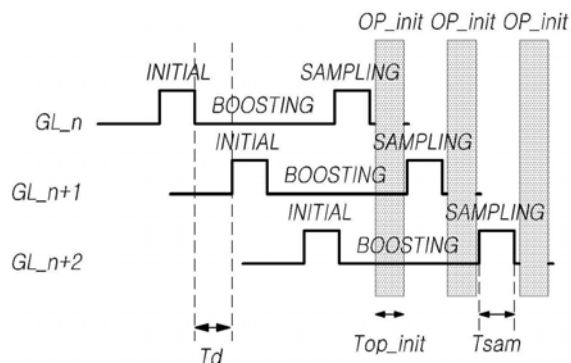 OP_init OP_init OP_init
INITIAL SAMPLING
BOOSTING
GL_n
INITIAL SAMPLING
BOOSTING
GL_n+1
INITIAL SAMPLING
BOOSTING
GL_n+2
Td Top_init Tsam